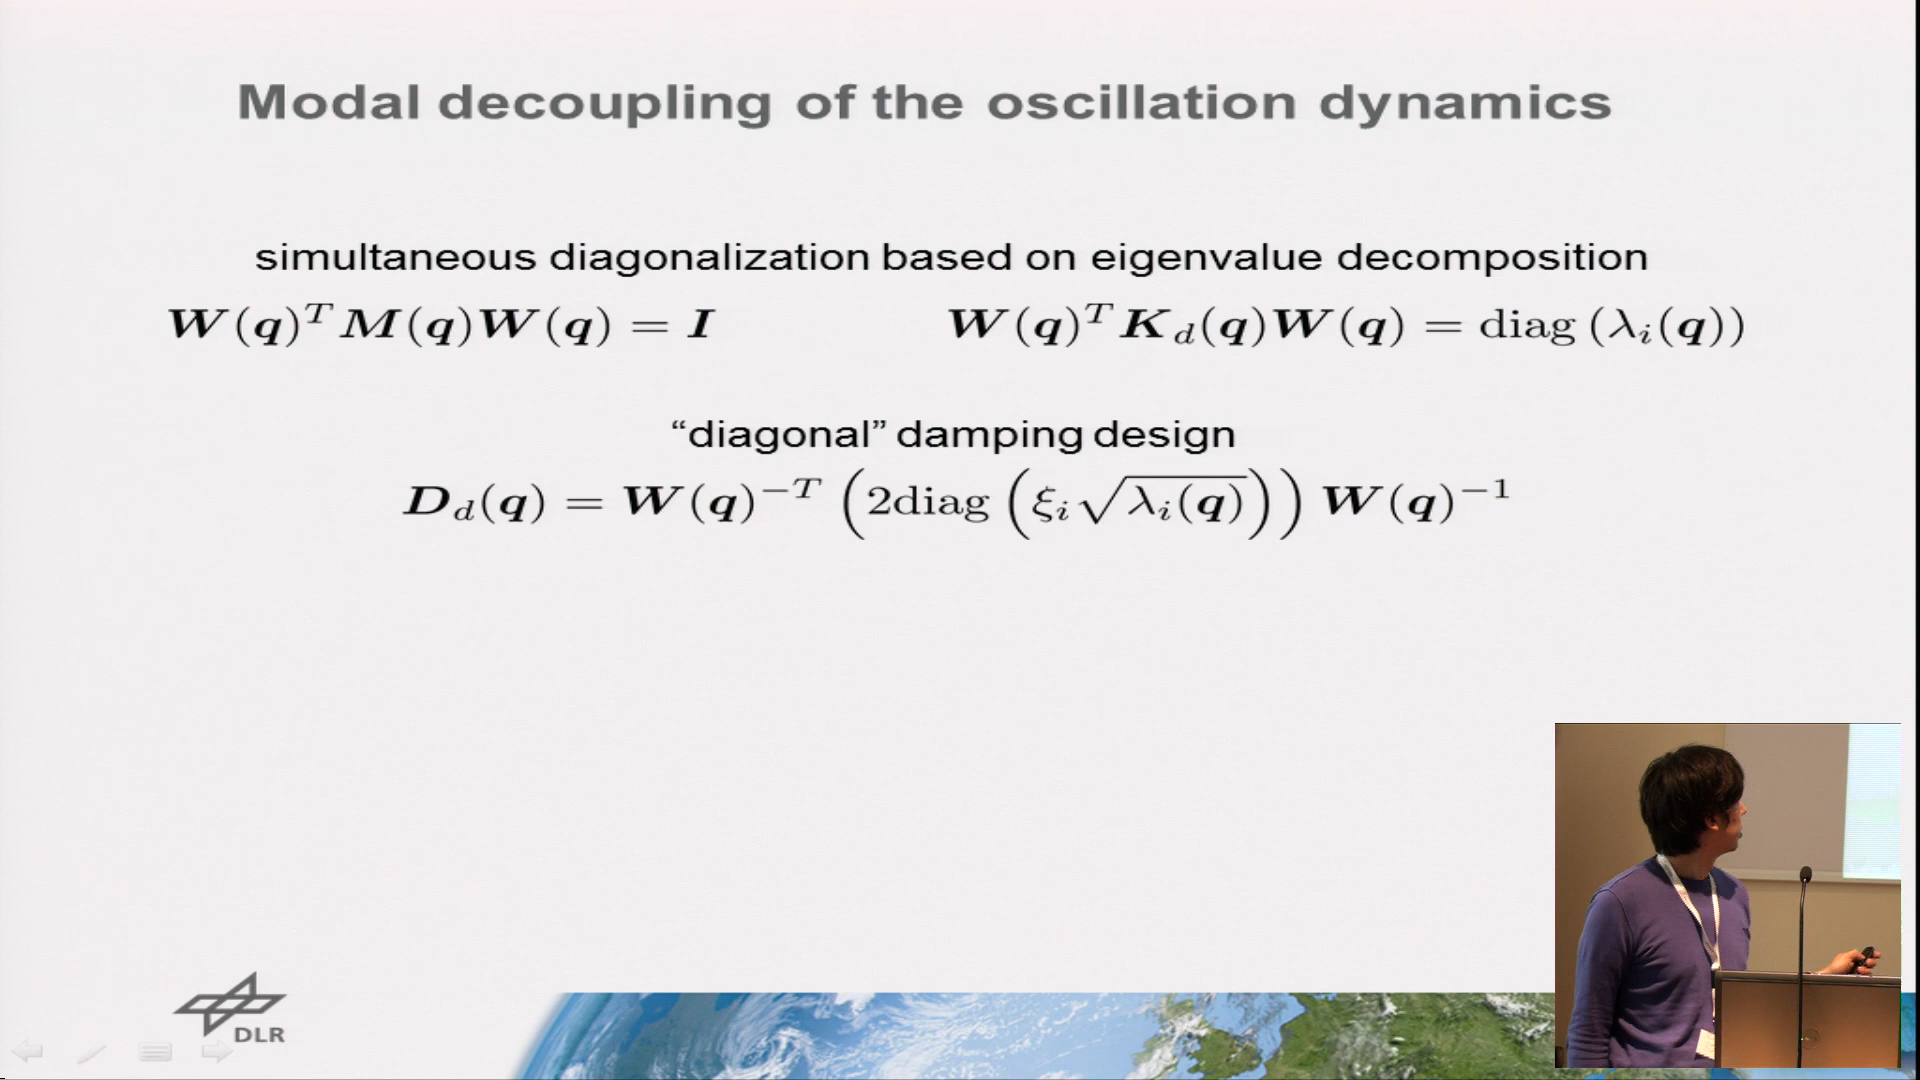 Modal decoupling of the oscillation dynamics
simultaneous diagonalization based on eigenvalue decomposition
W(q)^T M(q)W(q) = I
W(q)^T K_d(q)W(q) = diag (λ_i(q))
“diagonal” damping design
D_d(q) = W(q)^{-T} (2diag (ξ_i √λ_i(q))) W(q)^{-1}
DLR